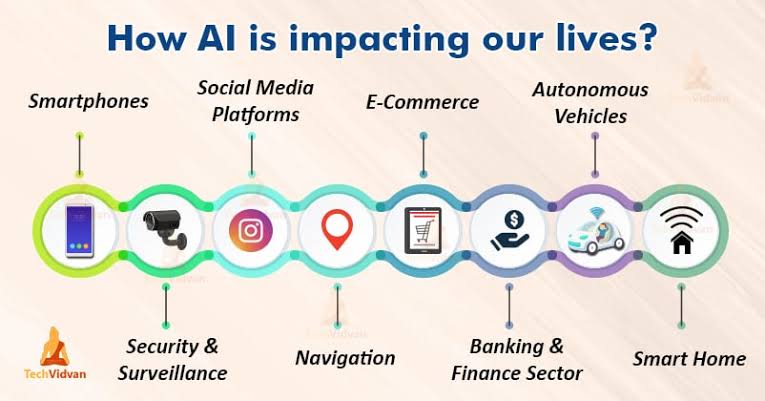 How AI is impacting our lives?
Smartphones
Social Media
Platforms
E-Commerce
Autonomous
Vehicles
Security &
Surveillance
Navigation
Banking &
Finance Sector
Smart Home
TechVidvan
TechVidvan